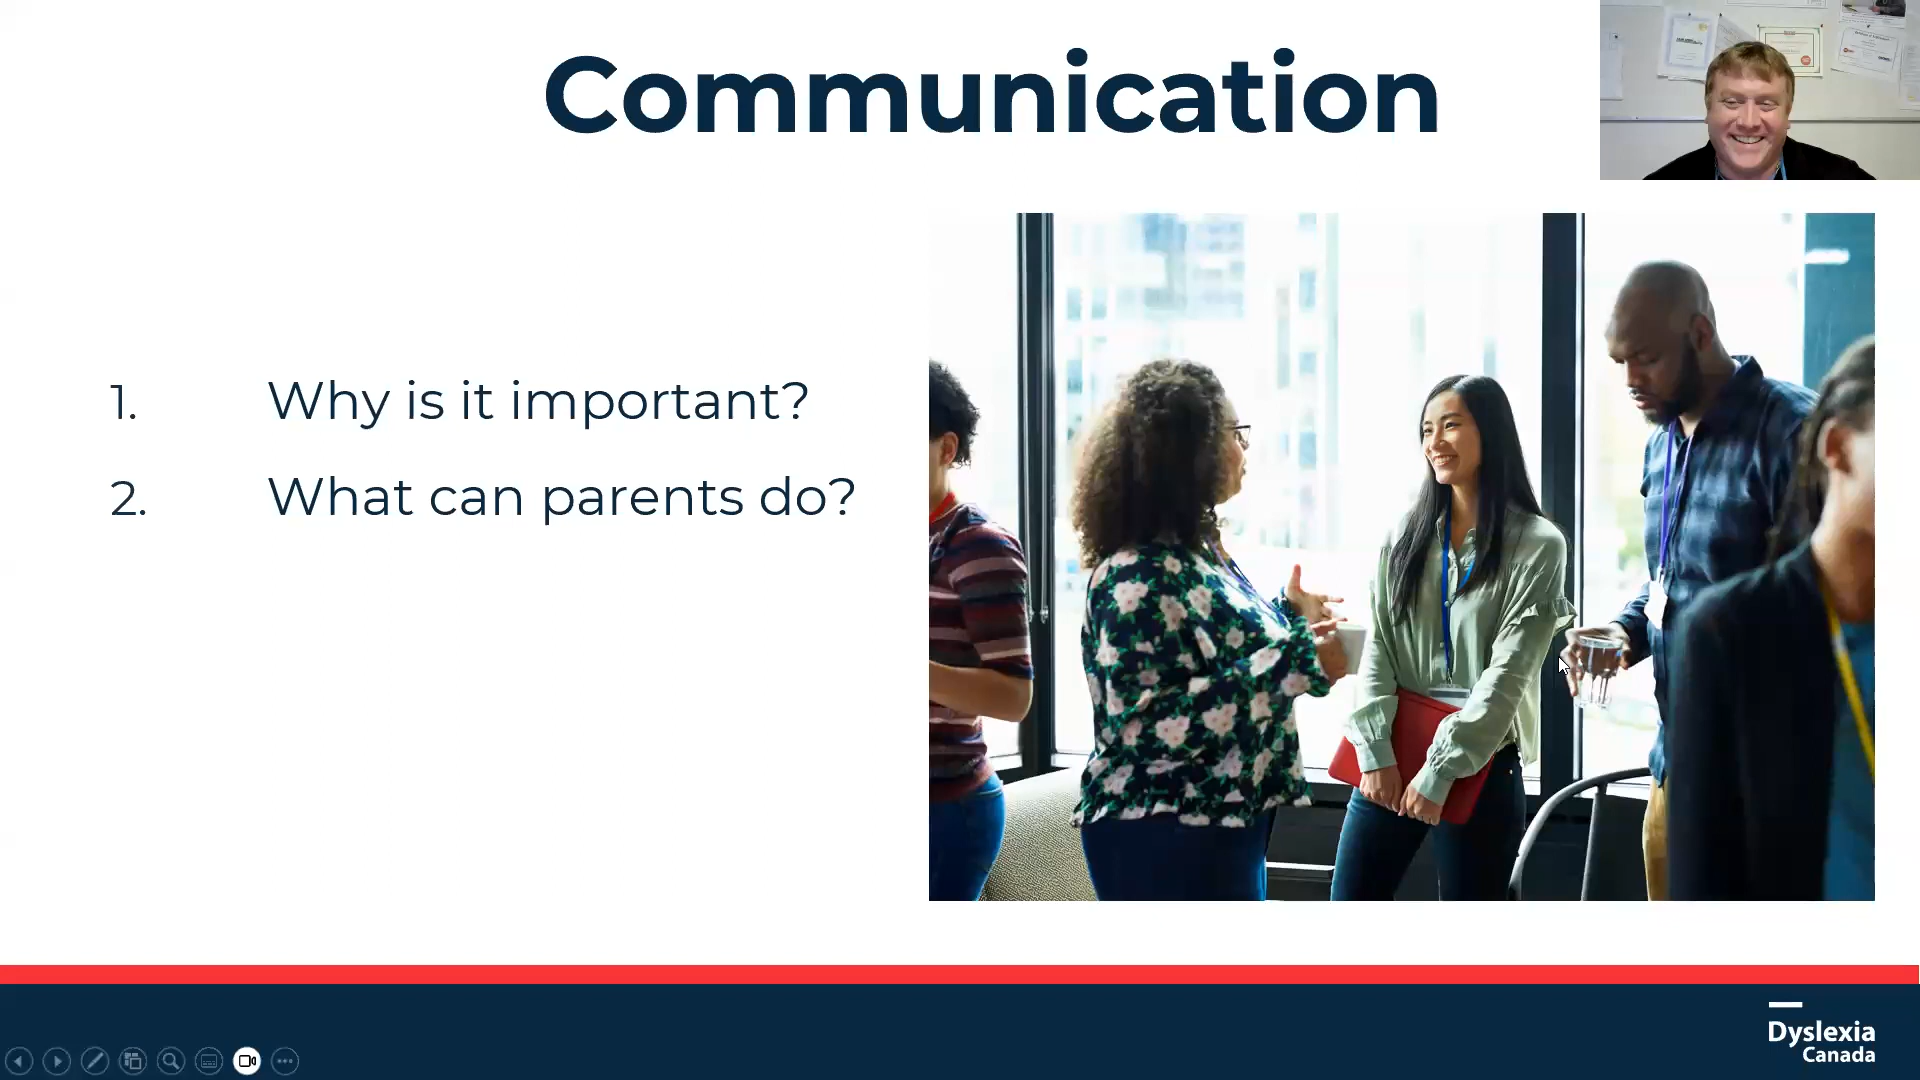 Communication
1. Why is it important?
2. What can parents do?
Dyslexia
Canada